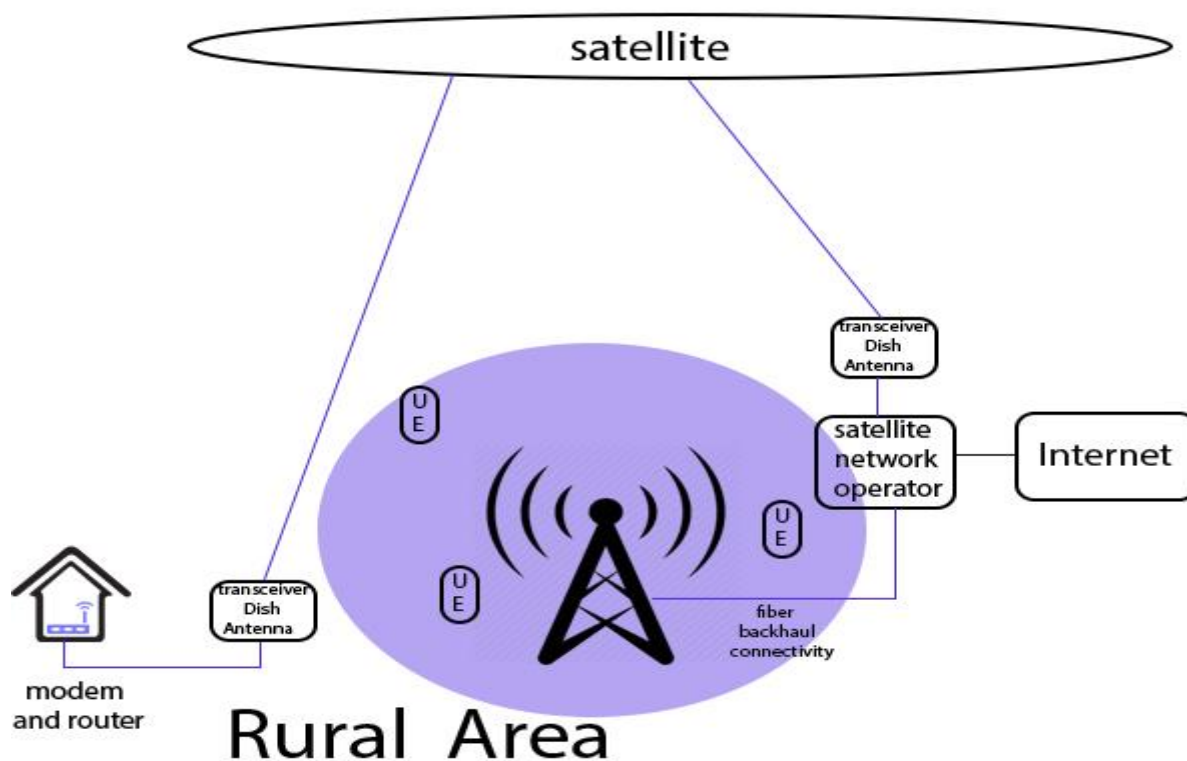 satellite
transceiver
Dish
Antenna
U
E
satellite
network
operator
Internet
U
E
U
E
transceiver
Dish
Antenna
fiber
backhaul
connectivity
modem
and router
Rural Area